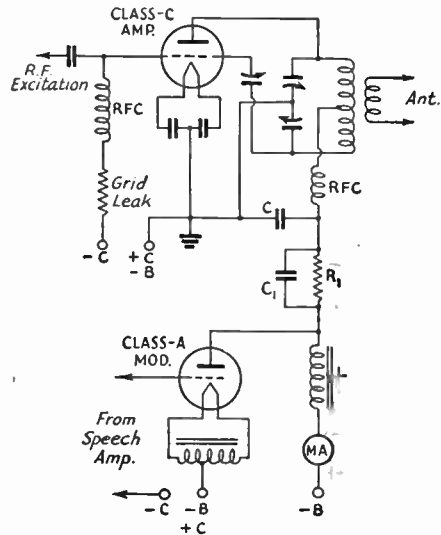 CLASS-C
AMP.
R.F.
Excitation
RFC
Ant.
Grid
Leak
RFC
C
- C
+ C
- B
C1
R1
CLASS-A
MOD.
L
From
Speech
Amp.
MA
- C
- B
+ C
- B